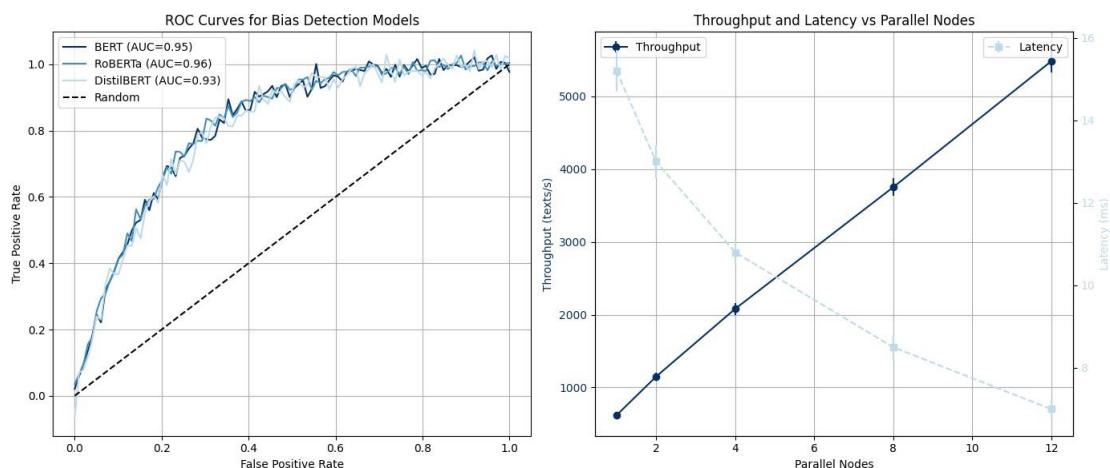 ROC Curves for Bias Detection Models
BERT (AUC=0.95)
RoBERTa (AUC=0.96)
DistilBERT (AUC=0.93)
Random
True Positive Rate
1.0
0.8
0.6
0.4
0.2
0.0
0.0
0.2
0.4
0.6
0.8
1.0
False Positive Rate
Throughput and Latency vs Parallel Nodes
Throughput
Latency
Throughput (texts/s)
5000
4000
3000
2000
1000
16
14
12
10
8
Latency (ms)
2
4
6
8
10
12
Parallel Nodes